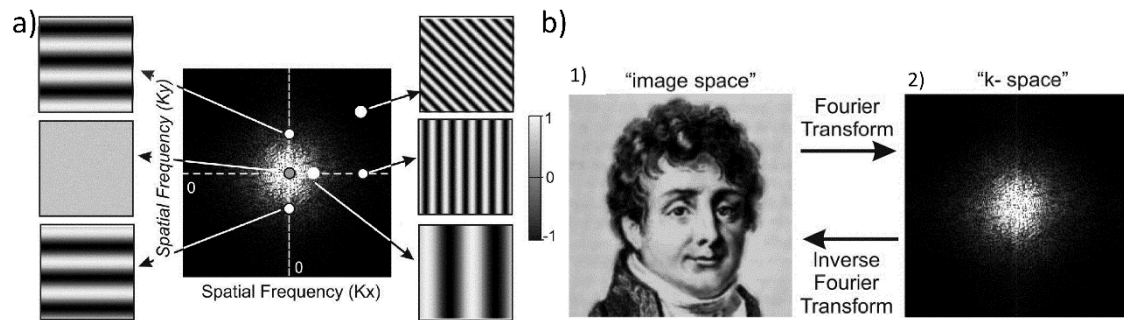 a)
Spatial Frequency (Ky)
0
0
Spatial Frequency (Kx)
1
0
-1
b)
1)
"image space"
Fourier
Transform
Inverse
Fourier
Transform
2)
"k- space"